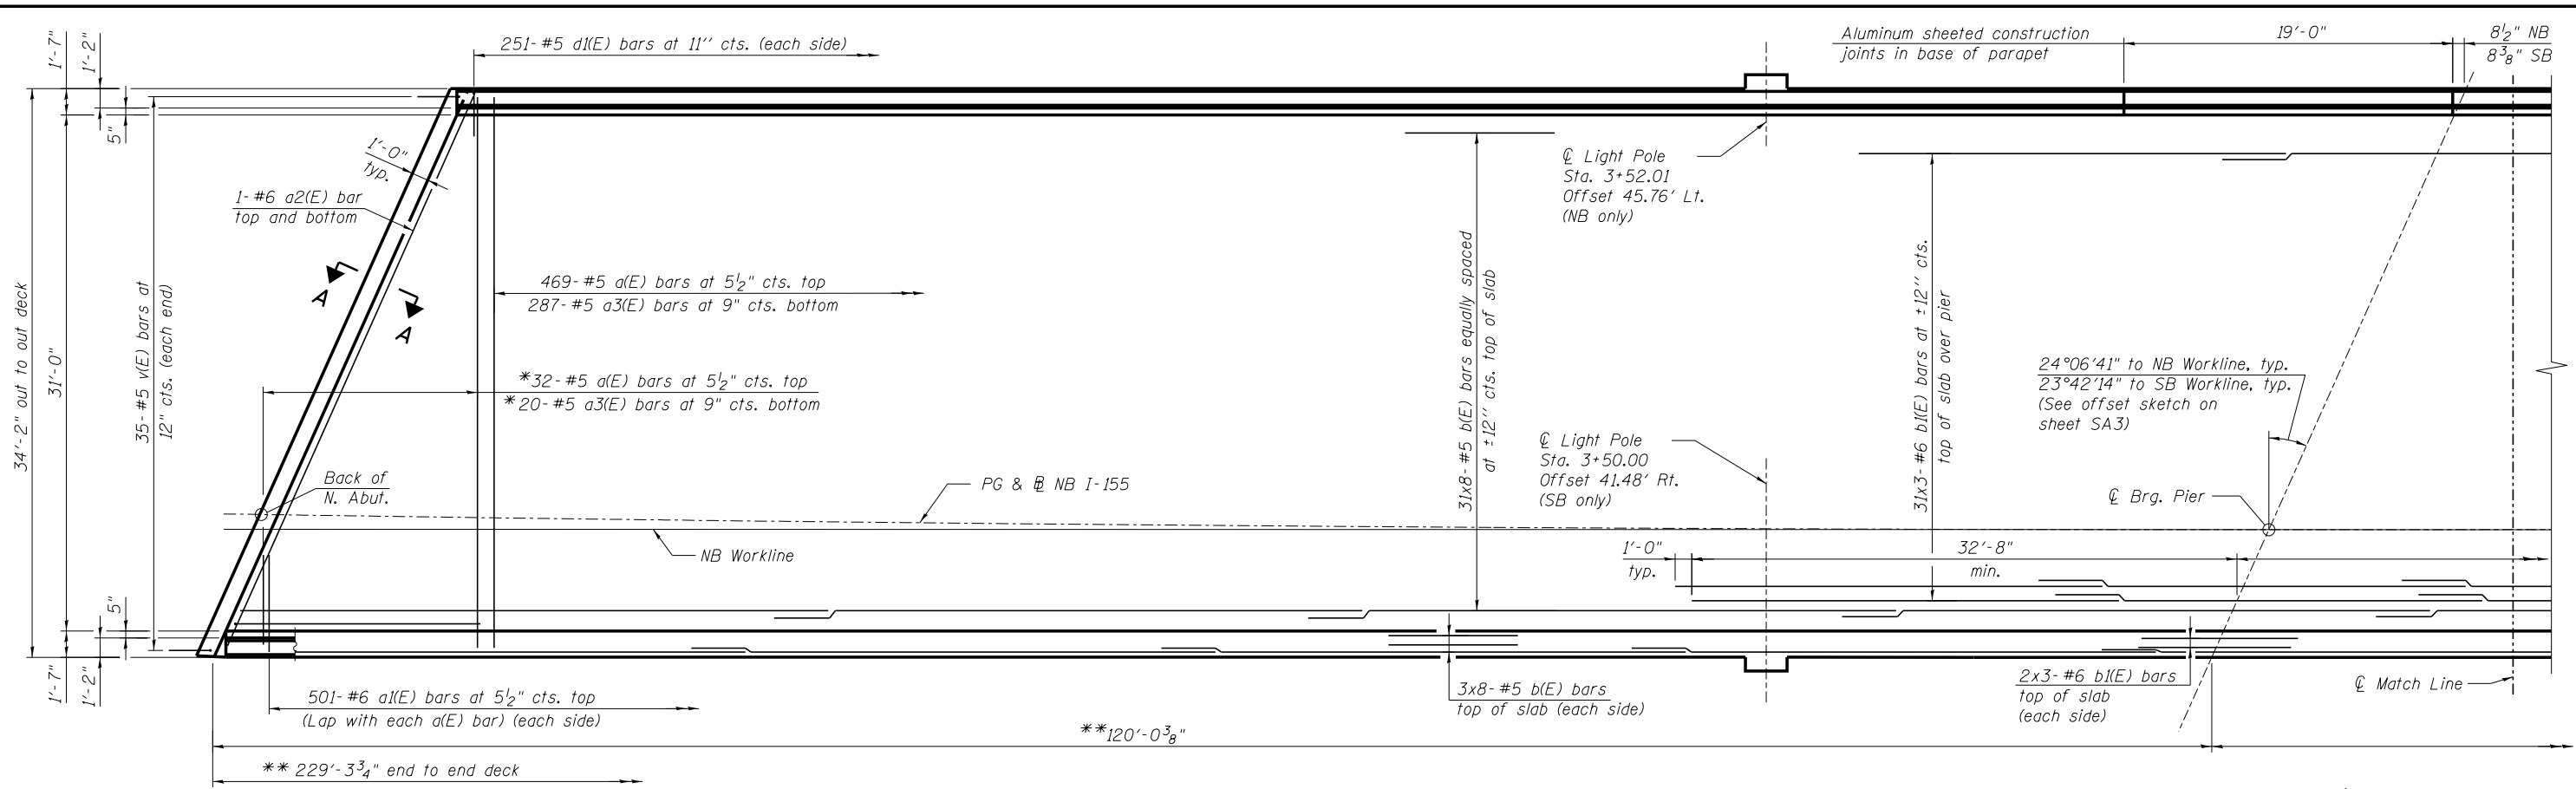 251-#5 d1(E) bars at 11'' cts. (each side)
Aluminum sheeted construction
joints in base of parapet
19'-0"
8½" NB
8⅜" SB
1'-7"
1'-2"
5"
1'-0"
typ.
1-#6 a2(E) bar
top and bottom
A
A
℄ Light Pole
Sta. 3+52.01
Offset 45.76' Lt.
(NB only)
34'-2" out to out deck
31'-0"
35-#5 v(E) bars at
12" cts. (each end)
469-#5 a(E) bars at 5½" cts. top
287-#5 a3(E) bars at 9" cts. bottom
*32-#5 a(E) bars at 5½" cts. top
*20-#5 a3(E) bars at 9" cts. bottom
31x8-#5 b(E) bars equally spaced
at ±12'' cts. top of slab
31x3-#6 b1(E) bars at ±12'' cts.
top of slab over pier
24°06'41" to NB Workline, typ.
23°42'14" to SB Workline, typ.
(See offset sketch on
sheet SA3)
℄ Light Pole
Sta. 3+50.00
Offset 41.48' Rt.
(SB only)
Back of
N. Abut.
PG & ⅊ NB I-155
℄ Brg. Pier
NB Workline
1'-0"
typ.
32'-8"
min.
5"
1'-7"
1'-2"
501-#6 a1(E) bars at 5½" cts. top
(Lap with each a(E) bar) (each side)
3x8-#5 b(E) bars
top of slab (each side)
2x3-#6 b1(E) bars
top of slab
(each side)
℄ Match Line
**120'-0⅜"
** 229'-3¾" end to end deck